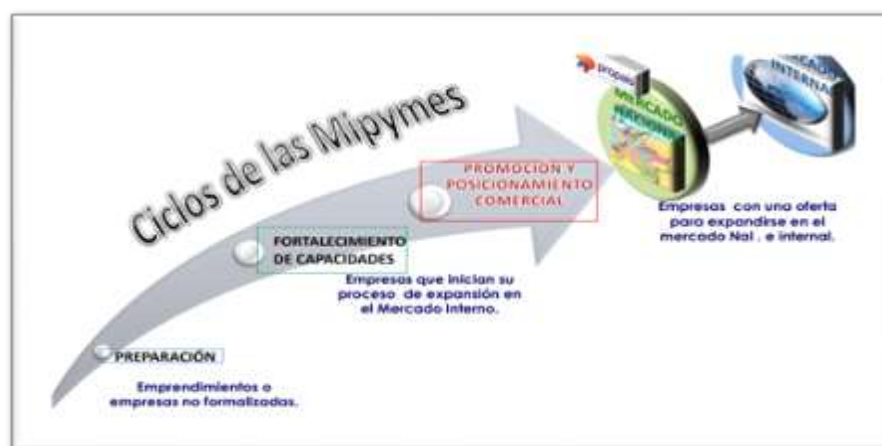 Ciclos de las Mipymes
propaís
MERCADO
INTERNA
PROMOCION Y
POSICIONAMIENTO
COMERCIAL
Empresas con una oferta
para expandirse en el
mercado Nal , e internal.
FORTALECIMIENTO
DE CAPACIDADES
Empresas que inician su
proceso de expansión en
el Mercado Interno.
PREPARACIÓN
Emprendimientos o
empresas no formalizadas.